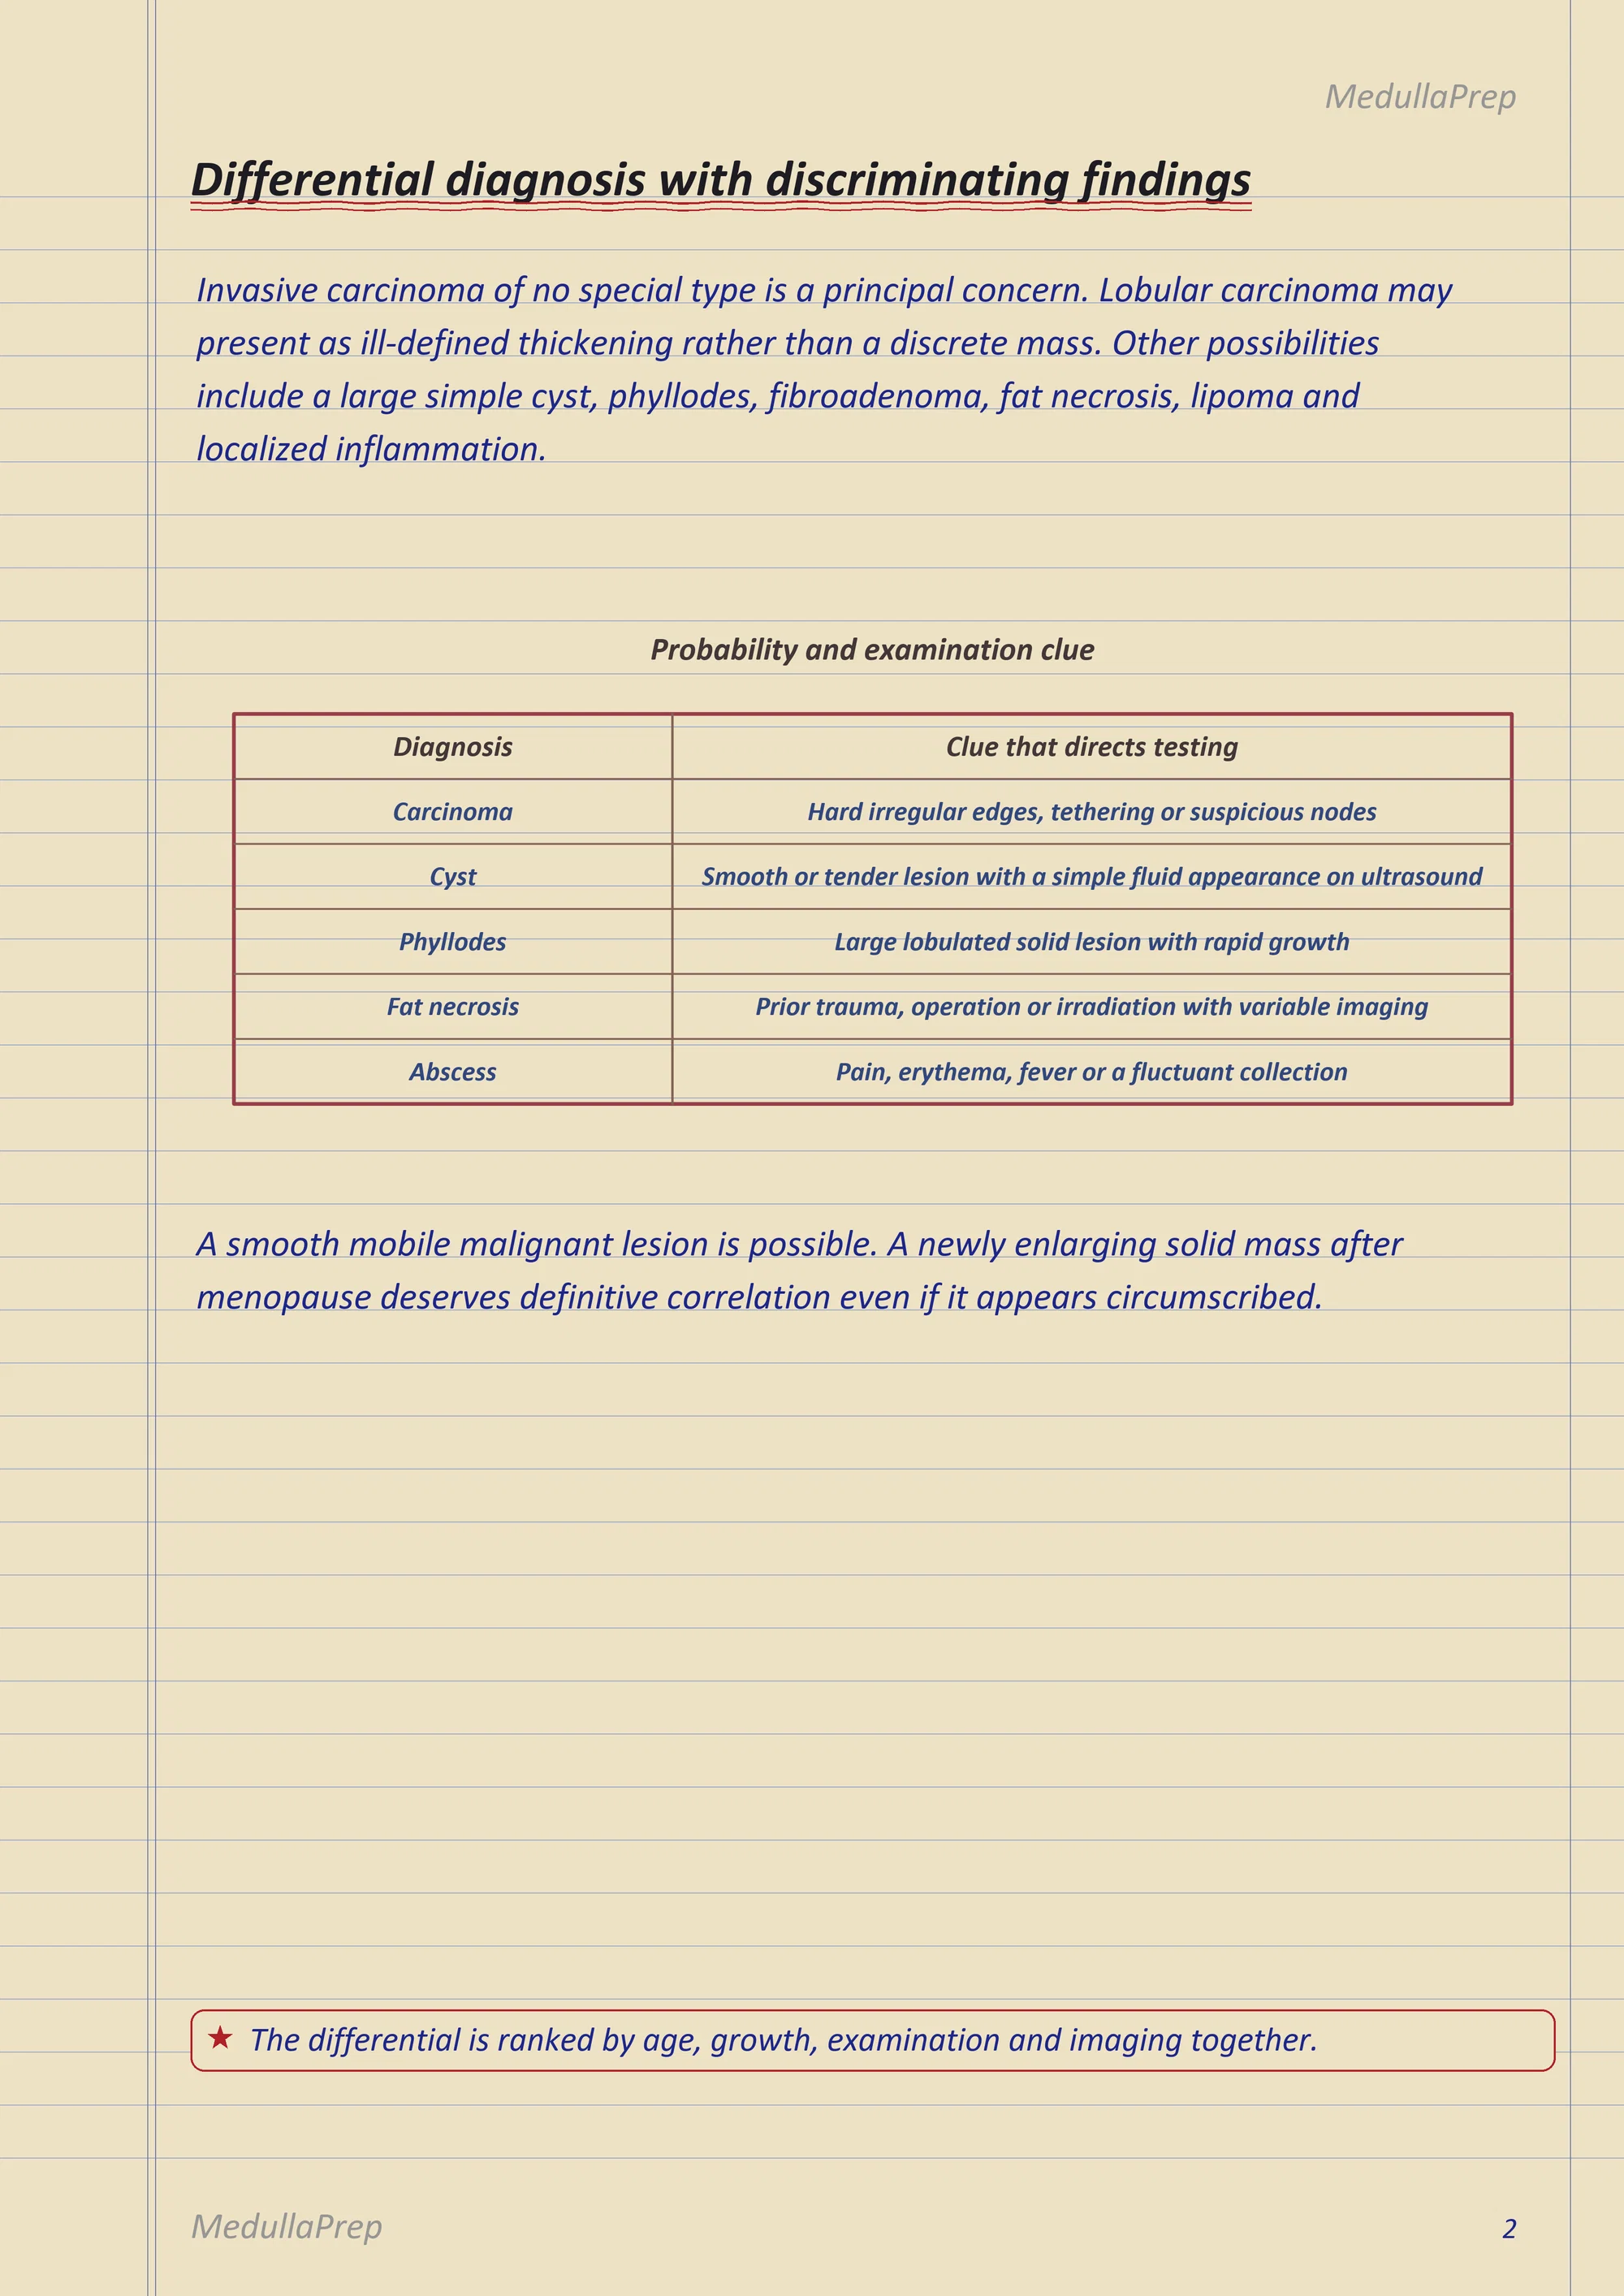 MedullaPrep
Differential diagnosis with discriminating findings
Invasive carcinoma of no special type is a principal concern. Lobular carcinoma may
present as ill-defined thickening rather than a discrete mass. Other possibilities
include a large simple cyst, phyllodes, fibroadenoma, fat necrosis, lipoma and
localized inflammation.
Probability and examination clue
Diagnosis Clue that directs testing
Carcinoma Hard irregular edges, tethering or suspicious nodes
Cyst Smooth or tender lesion with a simple fluid appearance on ultrasound
Phyllodes Large lobulated solid lesion with rapid growth
Fat necrosis Prior trauma, operation or irradiation with variable imaging
Abscess Pain, erythema, fever or a fluctuant collection
A smooth mobile malignant lesion is possible. A newly enlarging solid mass after
menopause deserves definitive correlation even if it appears circumscribed.
★ The differential is ranked by age, growth, examination and imaging together.
MedullaPrep 2